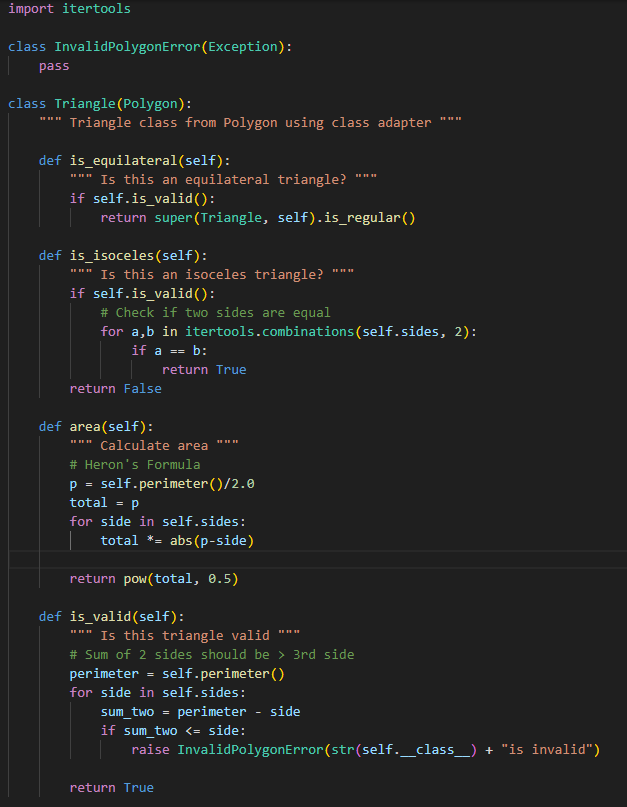 import itertools
class InvalidPolygonError(Exception):
pass
class Triangle(Polygon):
""" Triangle class from Polygon using class adapter """
def is_equilateral(self):
""" Is this an equilateral triangle? """
if self.is_valid():
return super(Triangle, self).is_regular()
def is_isoceles(self):
""" Is this an isoceles triangle? """
if self.is_valid():
# Check if two sides are equal
for a,b in itertools.combinations(self.sides, 2):
if a == b:
return True
return False
def area(self):
""" Calculate area """
# Heron's Formula
p = self.perimeter()/2.0
total = p
for side in self.sides:
total *= abs(p-side)
return pow(total, 0.5)
def is_valid(self):
""" Is this triangle valid """
# Sum of 2 sides should be > 3rd side
perimeter = self.perimeter()
for side in self.sides:
sum_two = perimeter - side
if sum_two <= side:
raise InvalidPolygonError(str(self.__class__) + "is invalid")
return True